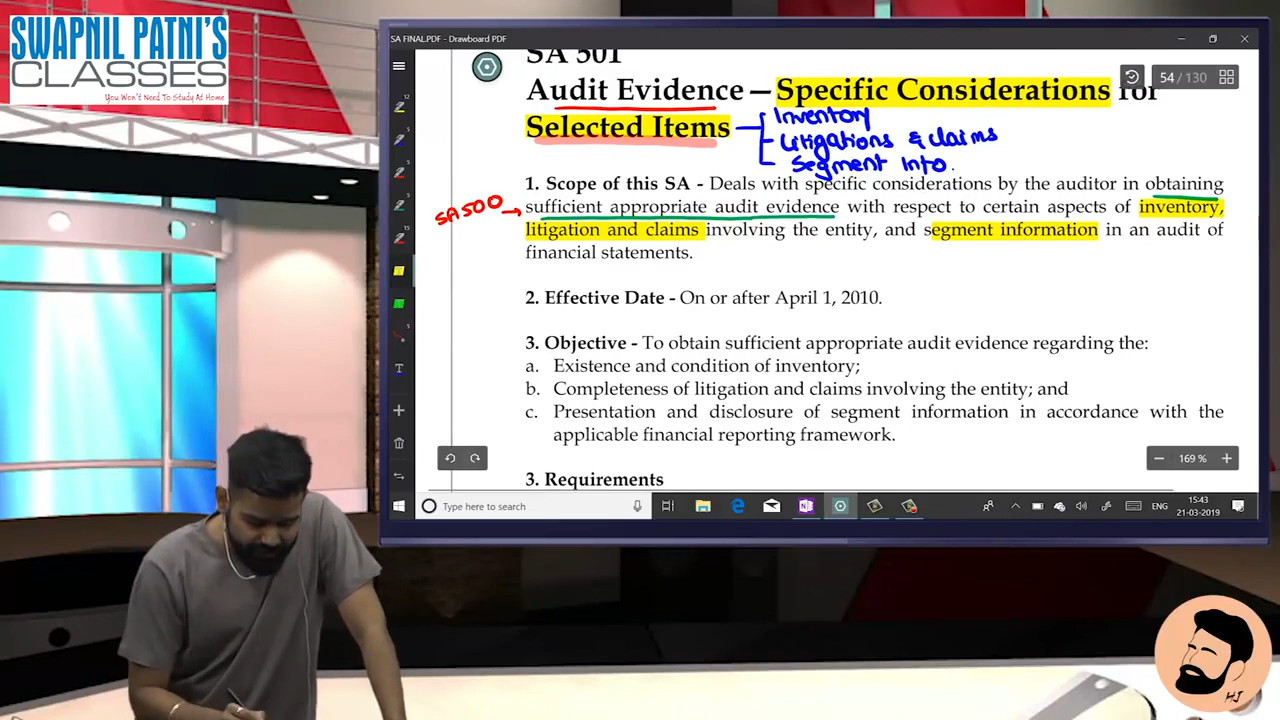 SWAPNIL PATNI'S
CLASSES
You Won't Need To Study At Home
SA FINAL.PDF - Drawboard PDF
54 / 130
SA 501
Audit Evidence — Specific Considerations for
Selected Items
Inventory
Litigations & claims
Segment Info.
1. Scope of this SA - Deals with specific considerations by the auditor in obtaining
SA 500
sufficient appropriate audit evidence with respect to certain aspects of inventory,
litigation and claims involving the entity, and segment information in an audit of
financial statements.
2. Effective Date - On or after April 1, 2010.
3. Objective - To obtain sufficient appropriate audit evidence regarding the:
a. Existence and condition of inventory;
b. Completeness of litigation and claims involving the entity; and
c. Presentation and disclosure of segment information in accordance with the
applicable financial reporting framework.
3. Requirements
169 %
Type here to search
ENG
15:43
21-03-2019
HJ